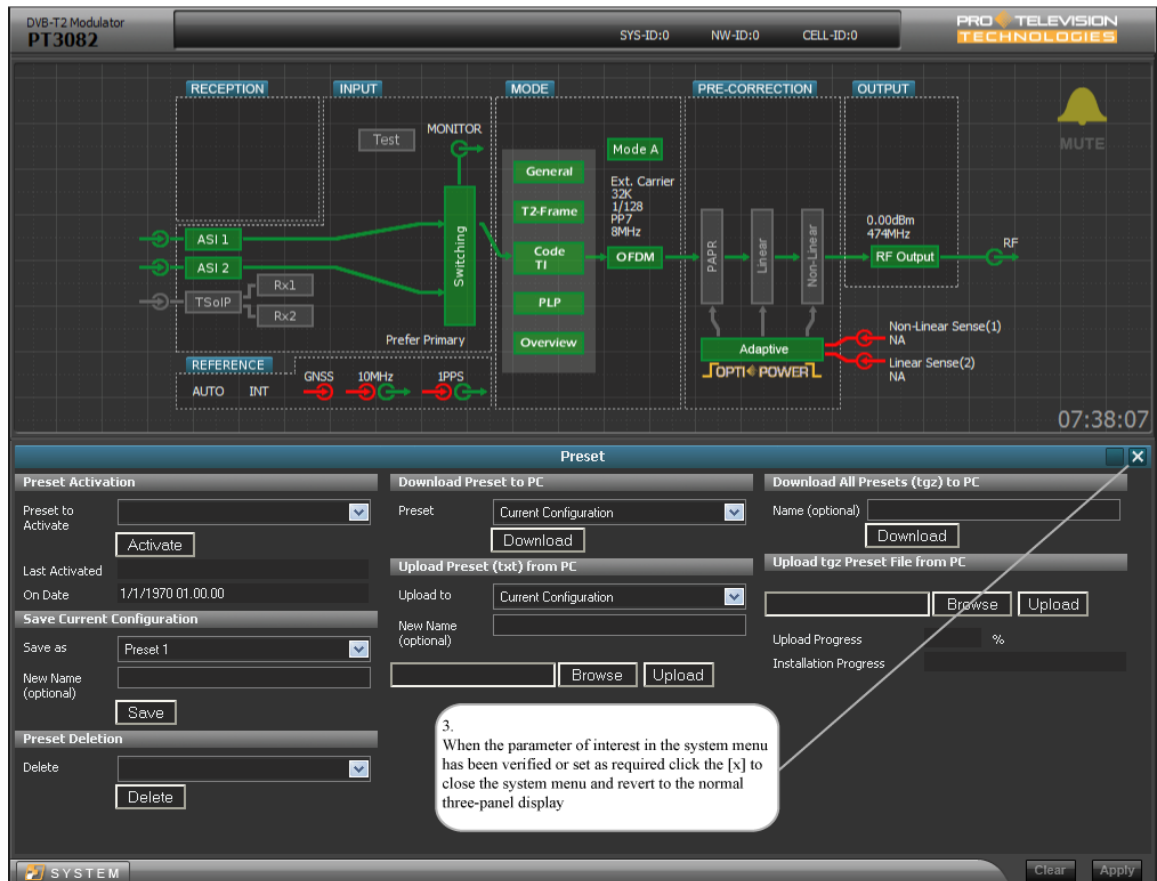 DVB-T2 Modulator
PT3082
SYS-ID:0 NW-ID:0 CELL-ID:0
PRO TELEVISION
TECHNOLOGIES
RECEPTION
INPUT
MODE
PRE-CORRECTION
OUTPUT
MUTE
Test
MONITOR
ASI 1
ASI 2
TSoIP
Rx1
Rx2
Switching
Prefer Primary
General
T2-Frame
Code
TI
PLP
Overview
Mode A
Ext. Carrier
32K
1/128
PP7
8MHz
OFDM
PAPR
Linear
Non-Linear
Adaptive
OPTI POWER
0.00dBm
474MHz
RF Output
RF
Non-Linear Sense(1)
NA
Linear Sense(2)
NA
REFERENCE
AUTO INT
GNSS
10MHz
1PPS
07:38:07
Preset
Preset Activation
Preset to
Activate
Activate
Last Activated
On Date 1/1/1970 01.00.00
Save Current Configuration
Save as Preset 1
New Name
(optional)
Save
Preset Deletion
Delete
Delete
Download Preset to PC
Preset Current Configuration
Download
Upload Preset (txt) from PC
Upload to Current Configuration
New Name
(optional)
Browse Upload
Download All Presets (tgz) to PC
Name (optional)
Download
Upload tgz Preset File from PC
Browse Upload
Upload Progress %
Installation Progress
3.
When the parameter of interest in the system menu
has been verified or set as required click the [x] to
close the system menu and revert to the normal
three-panel display
SYSTEM
Clear Apply